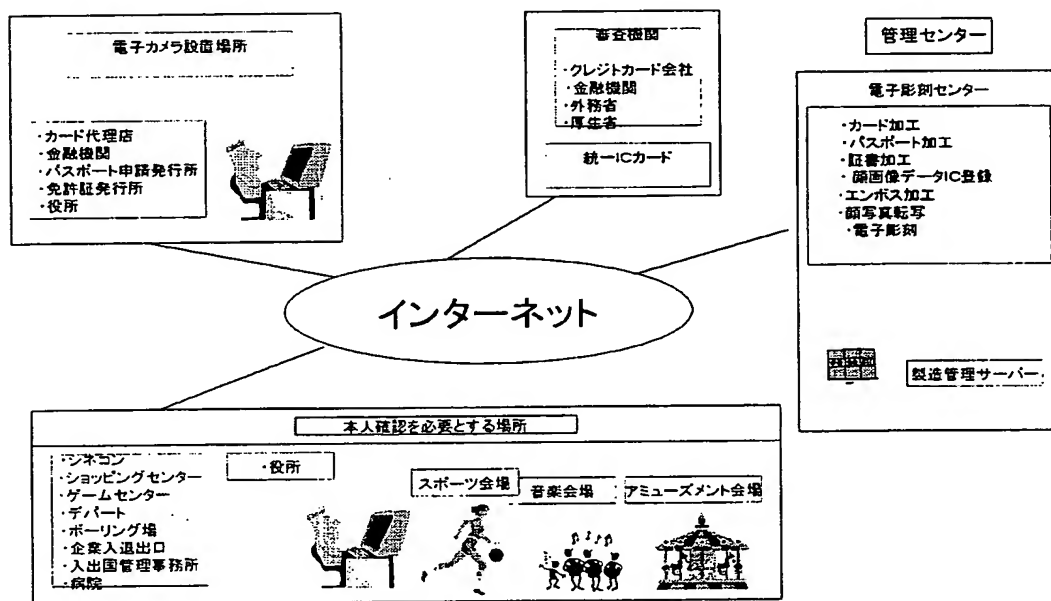 電子カメラ設置場所
・カード代理店
・金融機関
・パスポート申請発行所
・免許証発行所
・役所
審査機関
・クレジットカード会社
・金融機関
・外務省
・厚生省
統一ICカード
管理センター
電子彫刻センター
・カード加工
・パスポート加工
・証書加工
・顔画像データIC登録
・エンボス加工
・顔写真転写
・電子彫刻
製造管理サーバー
インターネット
本人確認を必要とする場所
・シネコン
・ショッピングセンター
・ゲームセンター
・デパート
・ボーリング場
・企業入退出口
・入出国管理事務所
・病院
・役所
スポーツ会場
音楽会場
アミューズメント会場